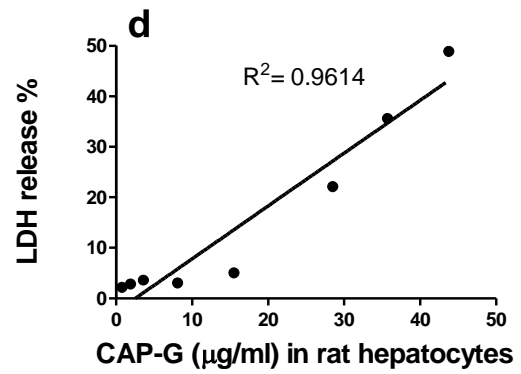 d
R²= 0.9614
LDH release %
50
40
30
20
10
0
0 10 20 30 40 50
CAP-G (μg/ml) in rat hepatocytes